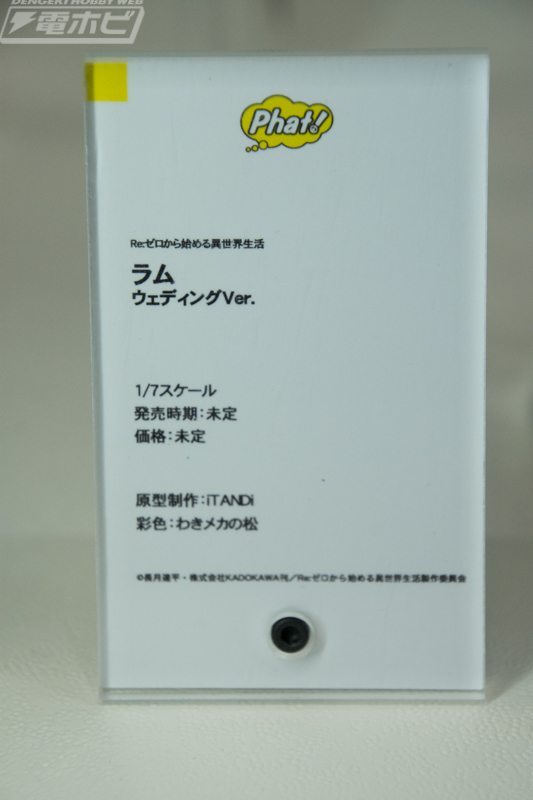 DENGEKI HOBBY WEB
電ホビ
Phat!
Re:ゼロから始める異世界生活
ラム
ウェディングVer.
1/7スケール
発売時期:未定
価格:未定
原型制作:iTANDi
彩色:わきメカの松
©長月達平・株式会社KADOKAWA刊/Re:ゼロから始める異世界生活製作委員会